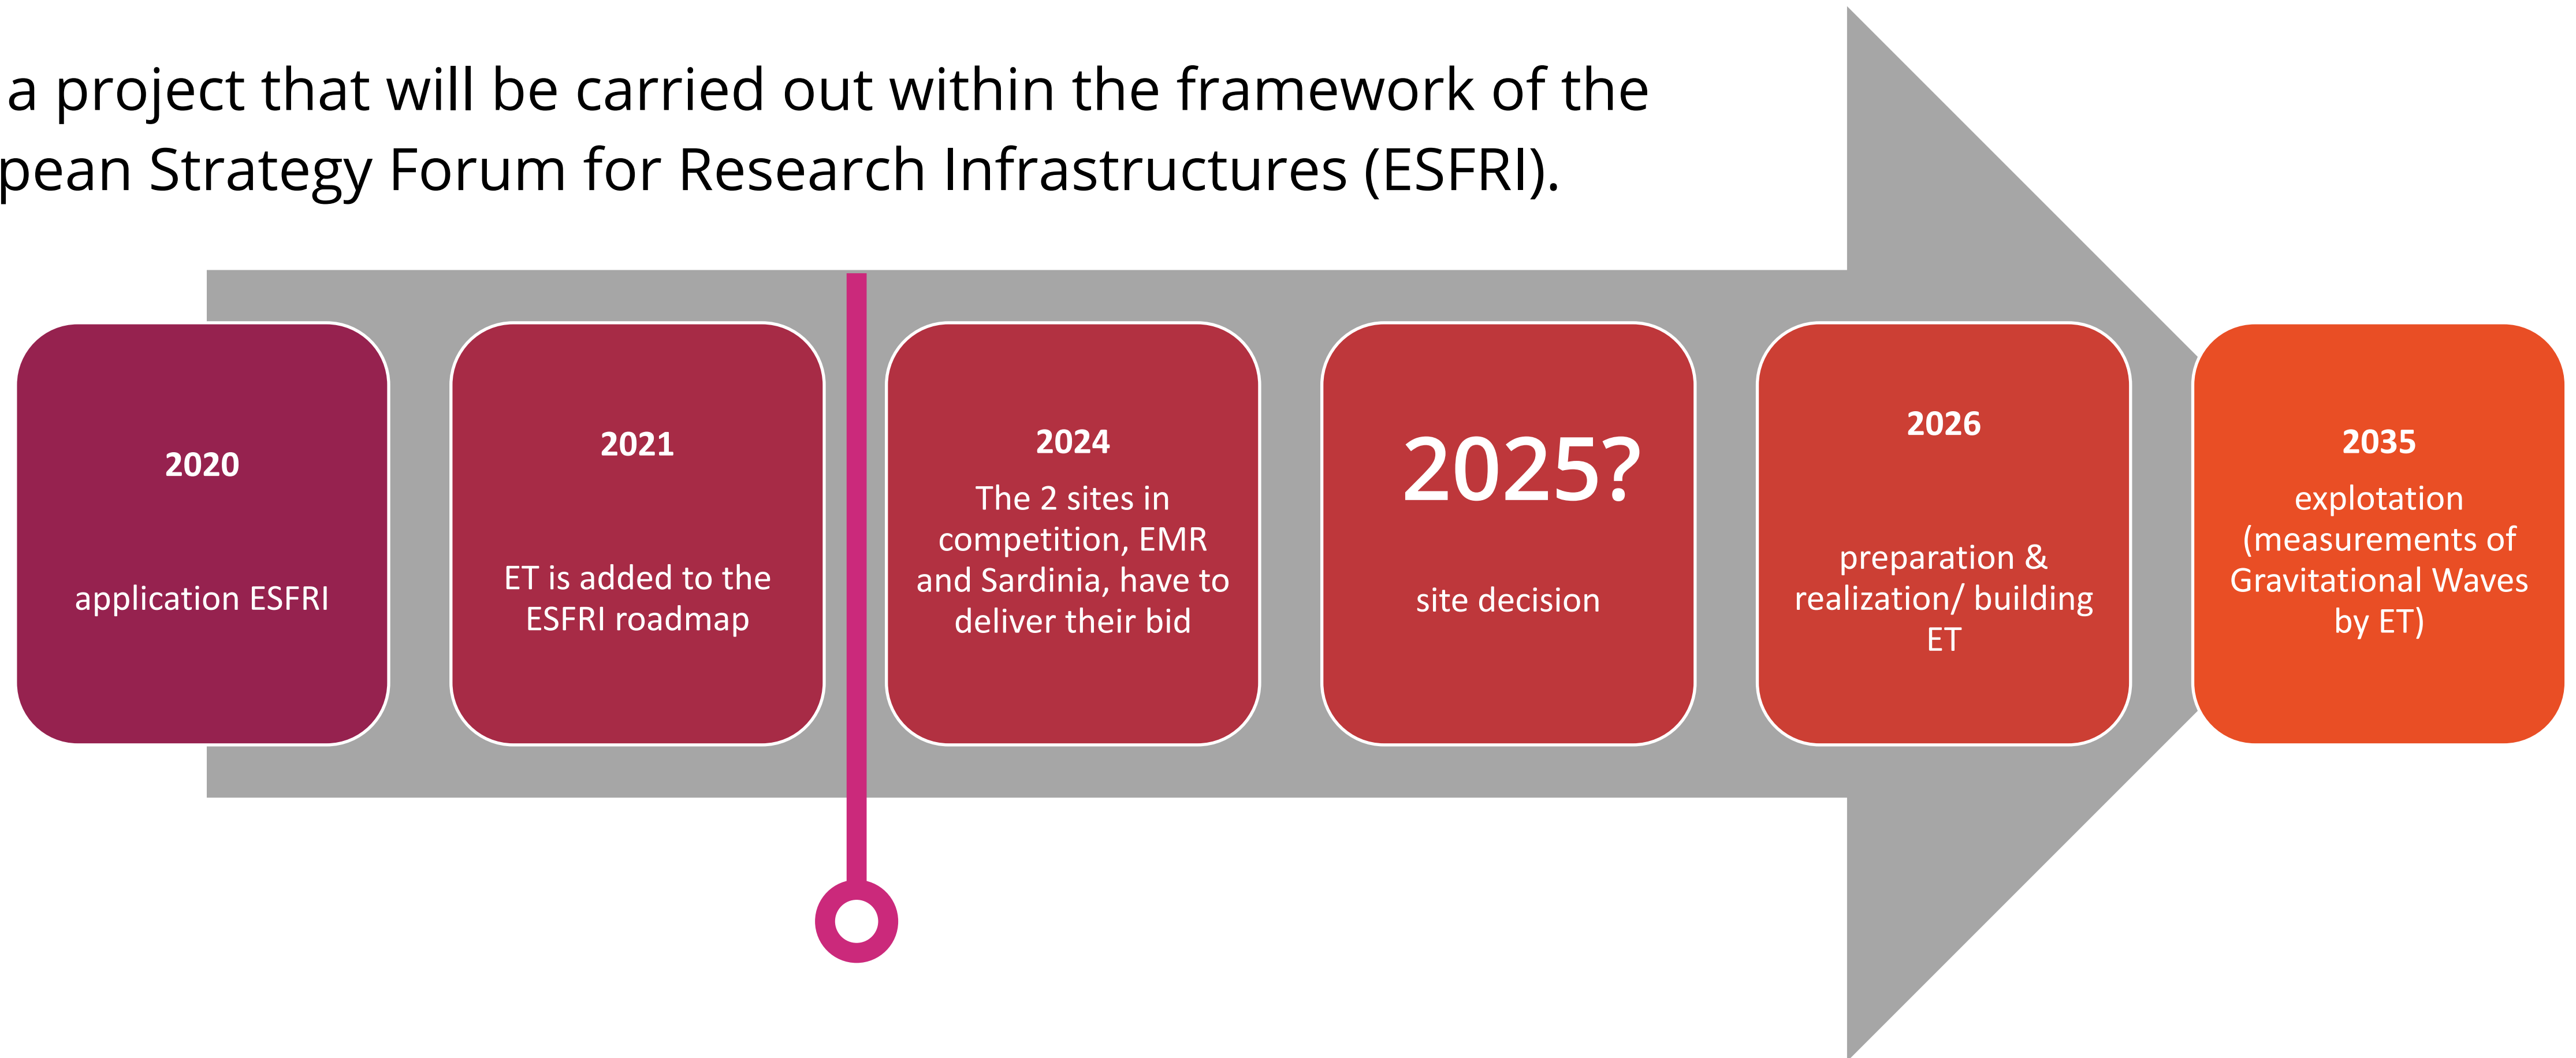 a project that will be carried out within the framework of the
pean Strategy Forum for Research Infrastructures (ESFRI).
2020
application ESFRI
2021
ET is added to the
ESFRI roadmap
2024
The 2 sites in
competition, EMR
and Sardinia, have to
deliver their bid
2025?
site decision
2026
preparation &
realization/ building
ET
2035
explotation
(measurements of
Gravitational Waves
by ET)